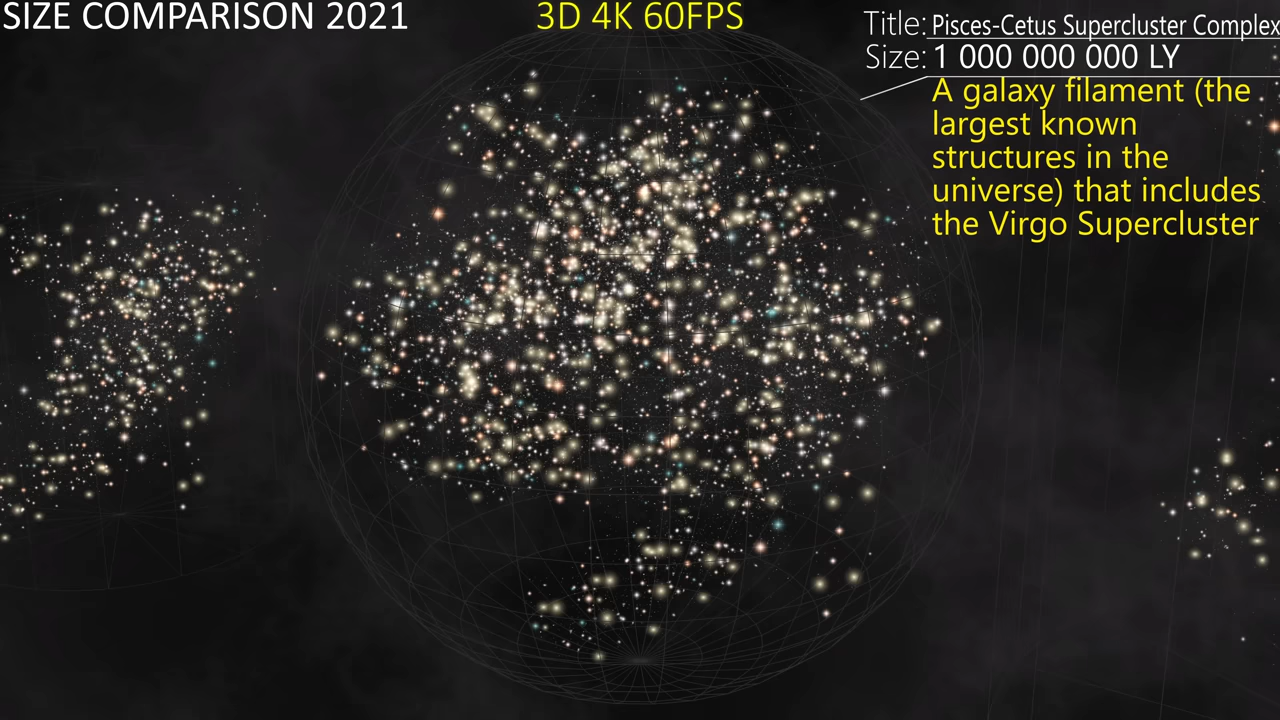 SIZE COMPARISON 2021
3D 4K 60FPS
Title: Pisces-Cetus Supercluster Complex
Size: 1 000 000 000 LY
A galaxy filament (the
largest known
structures in the
universe) that includes
the Virgo Supercluster